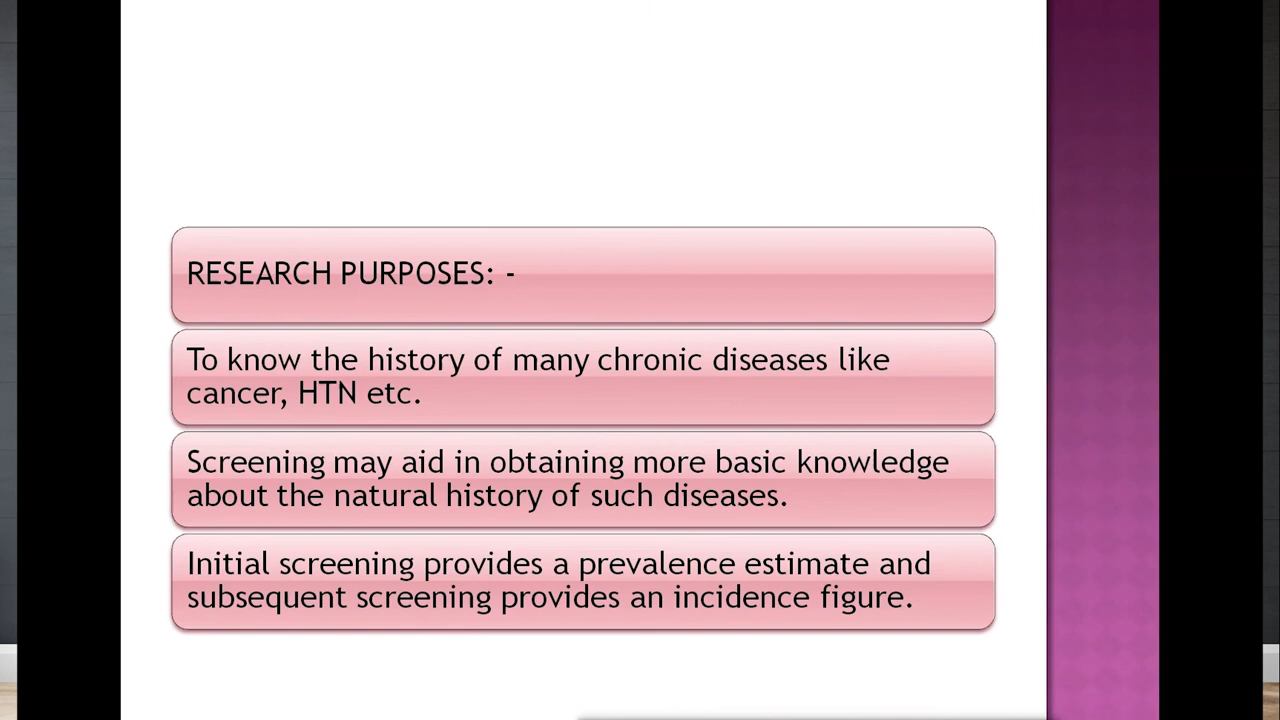 RESEARCH PURPOSES: -
To know the history of many chronic diseases like
cancer, HTN etc.
Screening may aid in obtaining more basic knowledge
about the natural history of such diseases.
Initial screening provides a prevalence estimate and
subsequent screening provides an incidence figure.